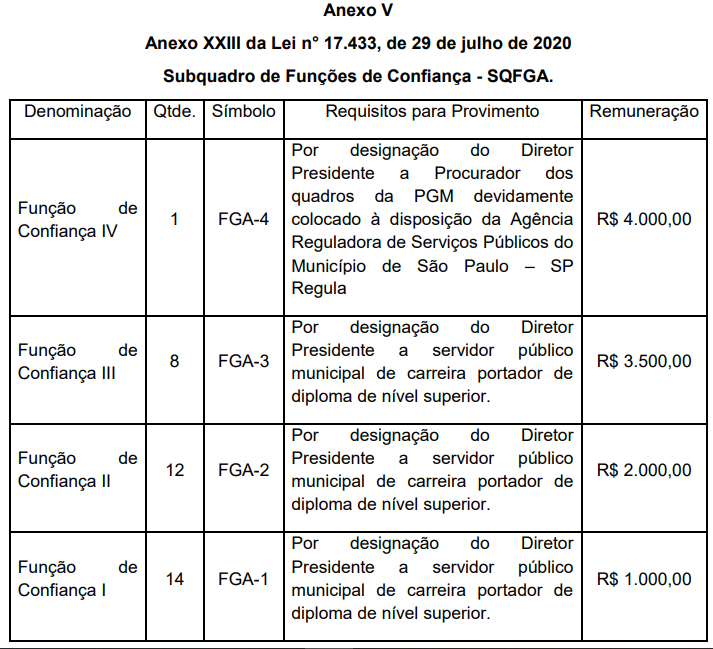 Anexo V
Anexo XXIII da Lei n° 17.433, de 29 de julho de 2020
Subquadro de Funções de Confiança - SQFGA.
Denominação Qtde. Símbolo Requisitos para Provimento Remuneração
Função de
Confiança IV
1
FGA-4
Por designação do Diretor
Presidente a Procurador dos
quadros da PGM devidamente
colocado à disposição da Agência
Reguladora de Serviços Públicos do
Município de São Paulo – SP
Regula
R$ 4.000,00
Função de
Confiança III
8
FGA-3
Por designação do Diretor
Presidente a servidor público
municipal de carreira portador de
diploma de nível superior.
R$ 3.500,00
Função de
Confiança II
12
FGA-2
Por designação do Diretor
Presidente a servidor público
municipal de carreira portador de
diploma de nível superior.
R$ 2.000,00
Função de
Confiança I
14
FGA-1
Por designação do Diretor
Presidente a servidor público
municipal de carreira portador de
diploma de nível superior.
R$ 1.000,00